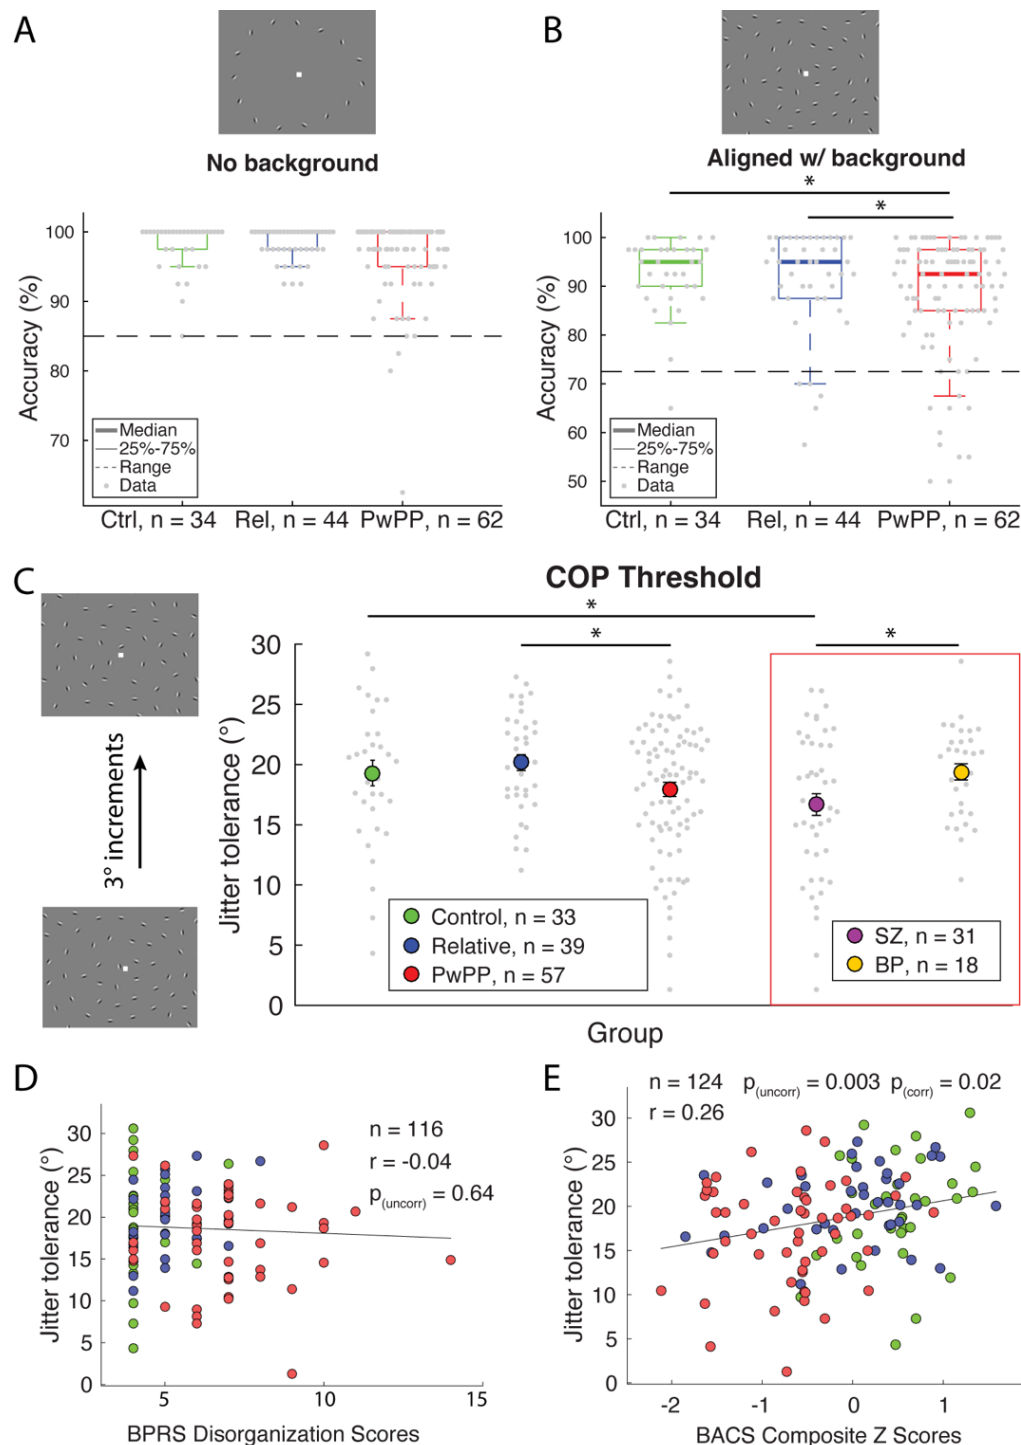 A
No background
Accuracy (%)
100
90
80
70
Median
25%-75%
Range
Data
Ctrl, n = 34
Rel, n = 44
PwPP, n = 62
B
Aligned w/ background
*
*
Accuracy (%)
100
90
80
70
60
50
Median
25%-75%
Range
Data
Ctrl, n = 34
Rel, n = 44
PwPP, n = 62
C
COP Threshold
3° increments
*
*
*
Jitter tolerance (°)
30
25
20
15
10
5
0
Control, n = 33
Relative, n = 39
PwPP, n = 57
SZ, n = 31
BP, n = 18
Group
D
n = 116
r = -0.04
p(uncorr) = 0.64
Jitter tolerance (°)
30
25
20
15
10
5
0
5
10
15
BPRS Disorganization Scores
E
n = 124 p(uncorr) = 0.003 p(corr) = 0.02
r = 0.26
Jitter tolerance (°)
30
25
20
15
10
5
0
-2
-1
0
1
BACS Composite Z Scores